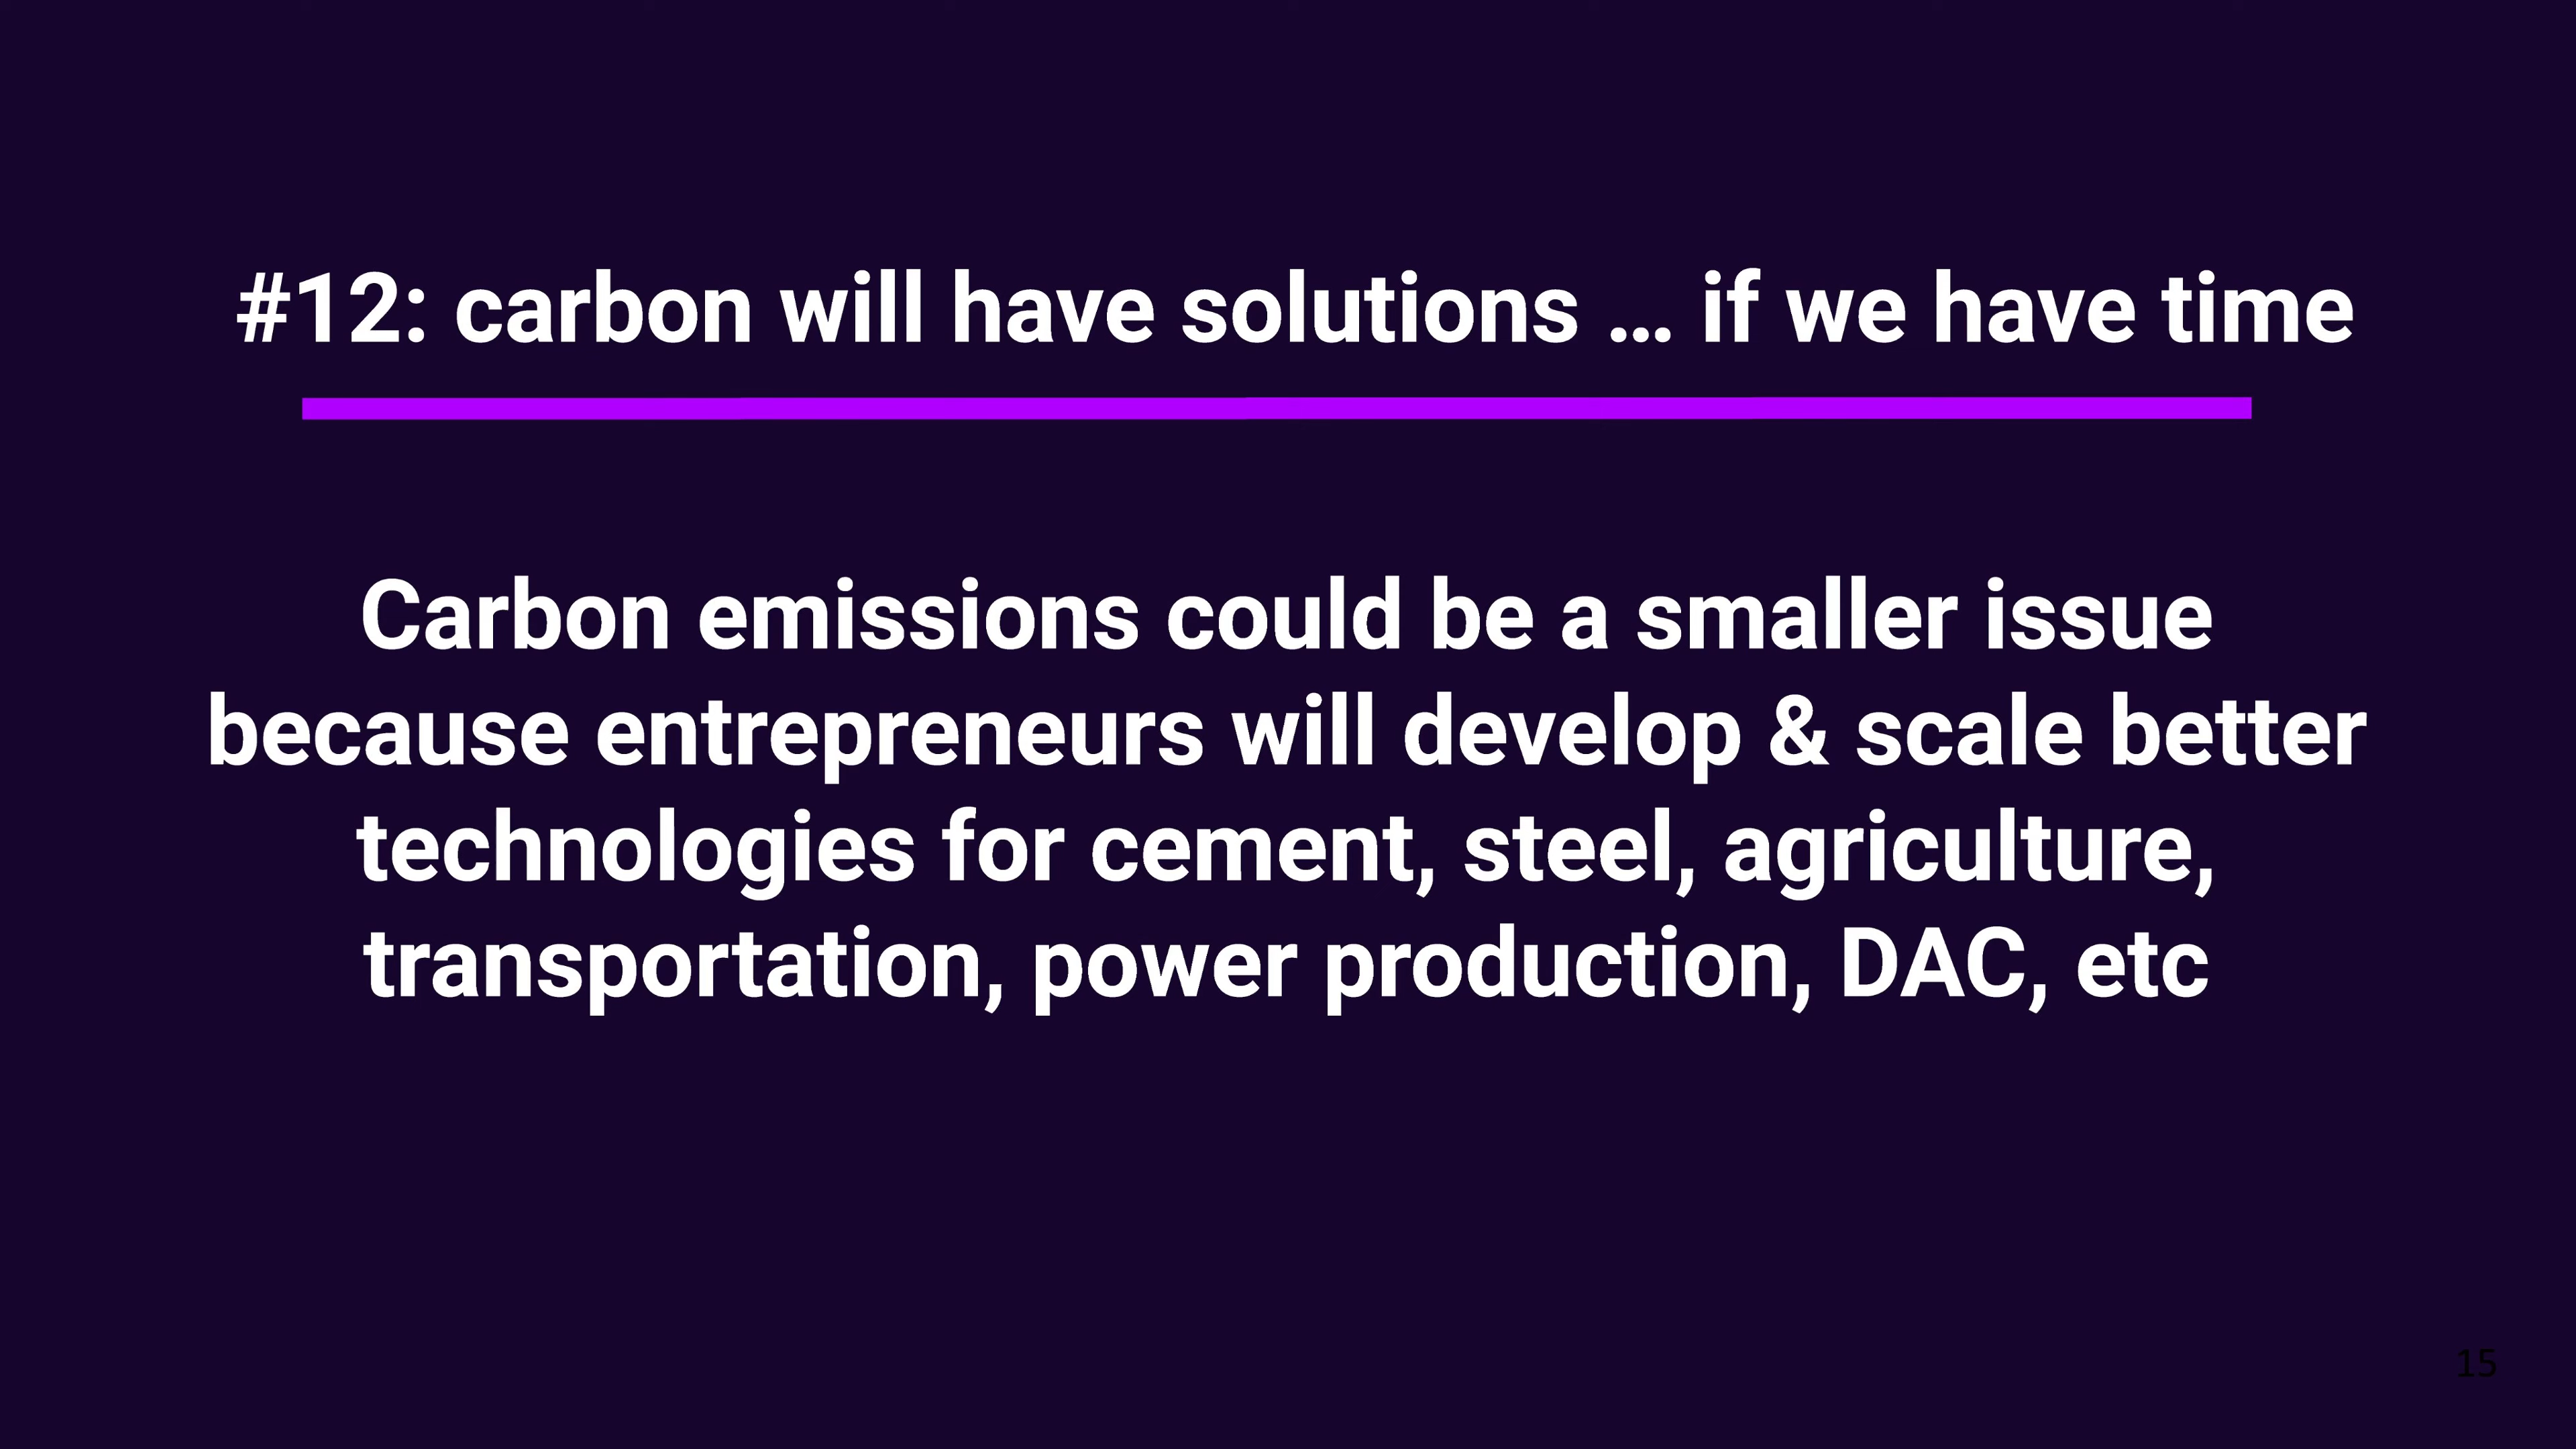 #12: carbon will have solutions … if we have time
Carbon emissions could be a smaller issue
because entrepreneurs will develop & scale better
technologies for cement, steel, agriculture,
transportation, power production, DAC, etc
15